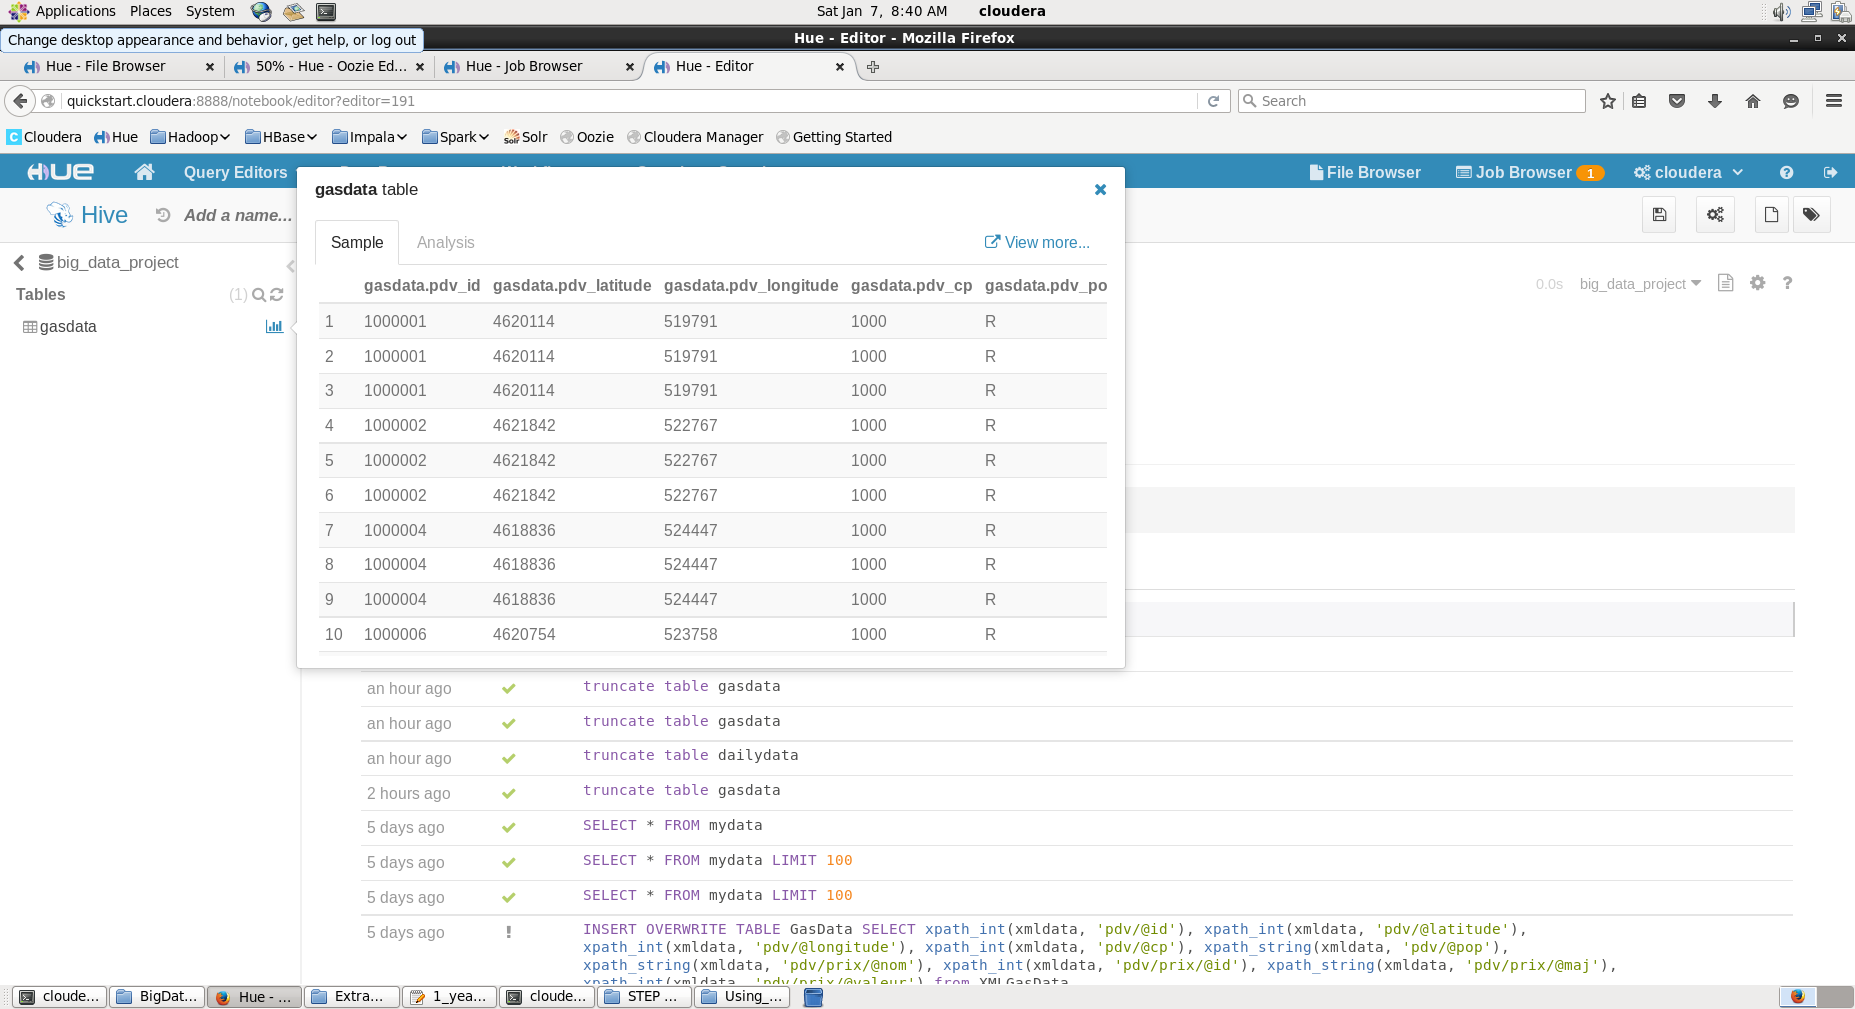 Applications Places System Sat Jan 7, 8:40 AM cloudera
Change desktop appearance and behavior, get help, or log out
Hue - Editor - Mozilla Firefox
Hue - File Browser 50% - Hue - Oozie Ed... Hue - Job Browser Hue - Editor
quickstart.cloudera:8888/notebook/editor?editor=191 Search
Cloudera Hue Hadoop HBase Impala Spark Solr Oozie Cloudera Manager Getting Started
HUE Query Editors File Browser Job Browser 1 cloudera
Hive Add a name...
gasdata table
Sample Analysis View more...
big_data_project
Tables (1)
gasdata
0.0s big_data_project
gasdata.pdv_id gasdata.pdv_latitude gasdata.pdv_longitude gasdata.pdv_cp gasdata.pdv_po
1 1000001 4620114 519791 1000 R
2 1000001 4620114 519791 1000 R
3 1000001 4620114 519791 1000 R
4 1000002 4621842 522767 1000 R
5 1000002 4621842 522767 1000 R
6 1000002 4621842 522767 1000 R
7 1000004 4618836 524447 1000 R
8 1000004 4618836 524447 1000 R
9 1000004 4618836 524447 1000 R
10 1000006 4620754 523758 1000 R
an hour ago truncate table gasdata
an hour ago truncate table gasdata
an hour ago truncate table dailydata
2 hours ago truncate table gasdata
5 days ago SELECT * FROM mydata
5 days ago SELECT * FROM mydata LIMIT 100
5 days ago SELECT * FROM mydata LIMIT 100
5 days ago ! INSERT OVERWRITE TABLE GasData SELECT xpath_int(xmldata, 'pdv/@id'), xpath_int(xmldata, 'pdv/@latitude'),
xpath_int(xmldata, 'pdv/@longitude'), xpath_int(xmldata, 'pdv/@cp'), xpath_string(xmldata, 'pdv/@pop'),
xpath_string(xmldata, 'pdv/prix/@nom'), xpath_int(xmldata, 'pdv/prix/@id'), xpath_string(xmldata, 'pdv/prix/@maj'),
xpath_int(xmldata, 'pdv/prix/@valeur') from XMLGasData
cloude... BigDat... Hue - ... Extra... 1_yea... cloude... STEP ... Using_...